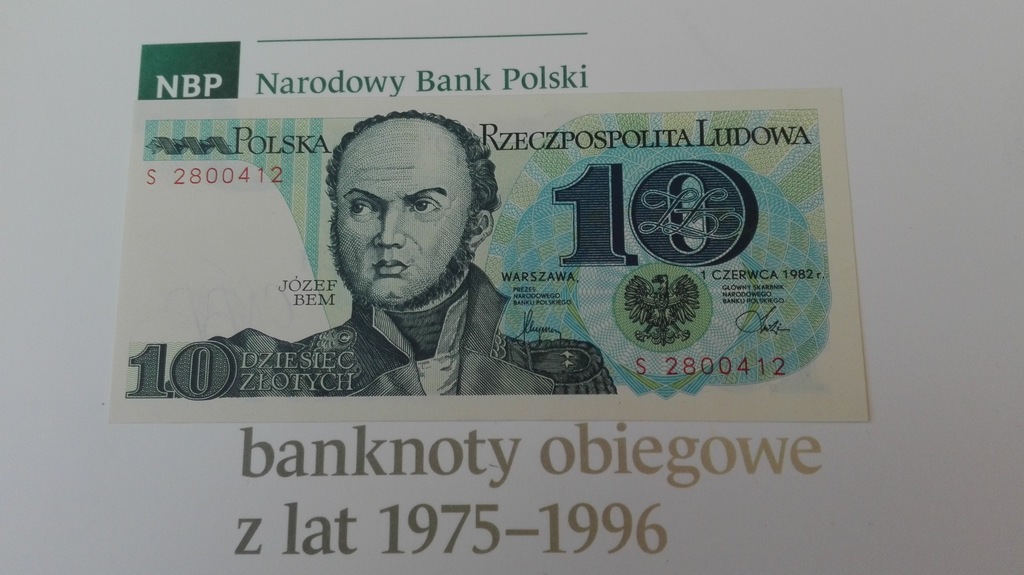 NBP Narodowy Bank Polski
POLSKA RZECZPOSPOLITA LUDOWA
S 2800412
10
JÓZEF
BEM
WARSZAWA, 1 CZERWCA 1982 r.
PREZES
NARODOWEGO
BANKU POLSKIEGO
GŁÓWNY SKARBNIK
NARODOWEGO
BANKU POLSKIEGO
10 DZIESIĘĆ
ZŁOTYCH
S 2800412
banknoty obiegowe
z lat 1975–1996